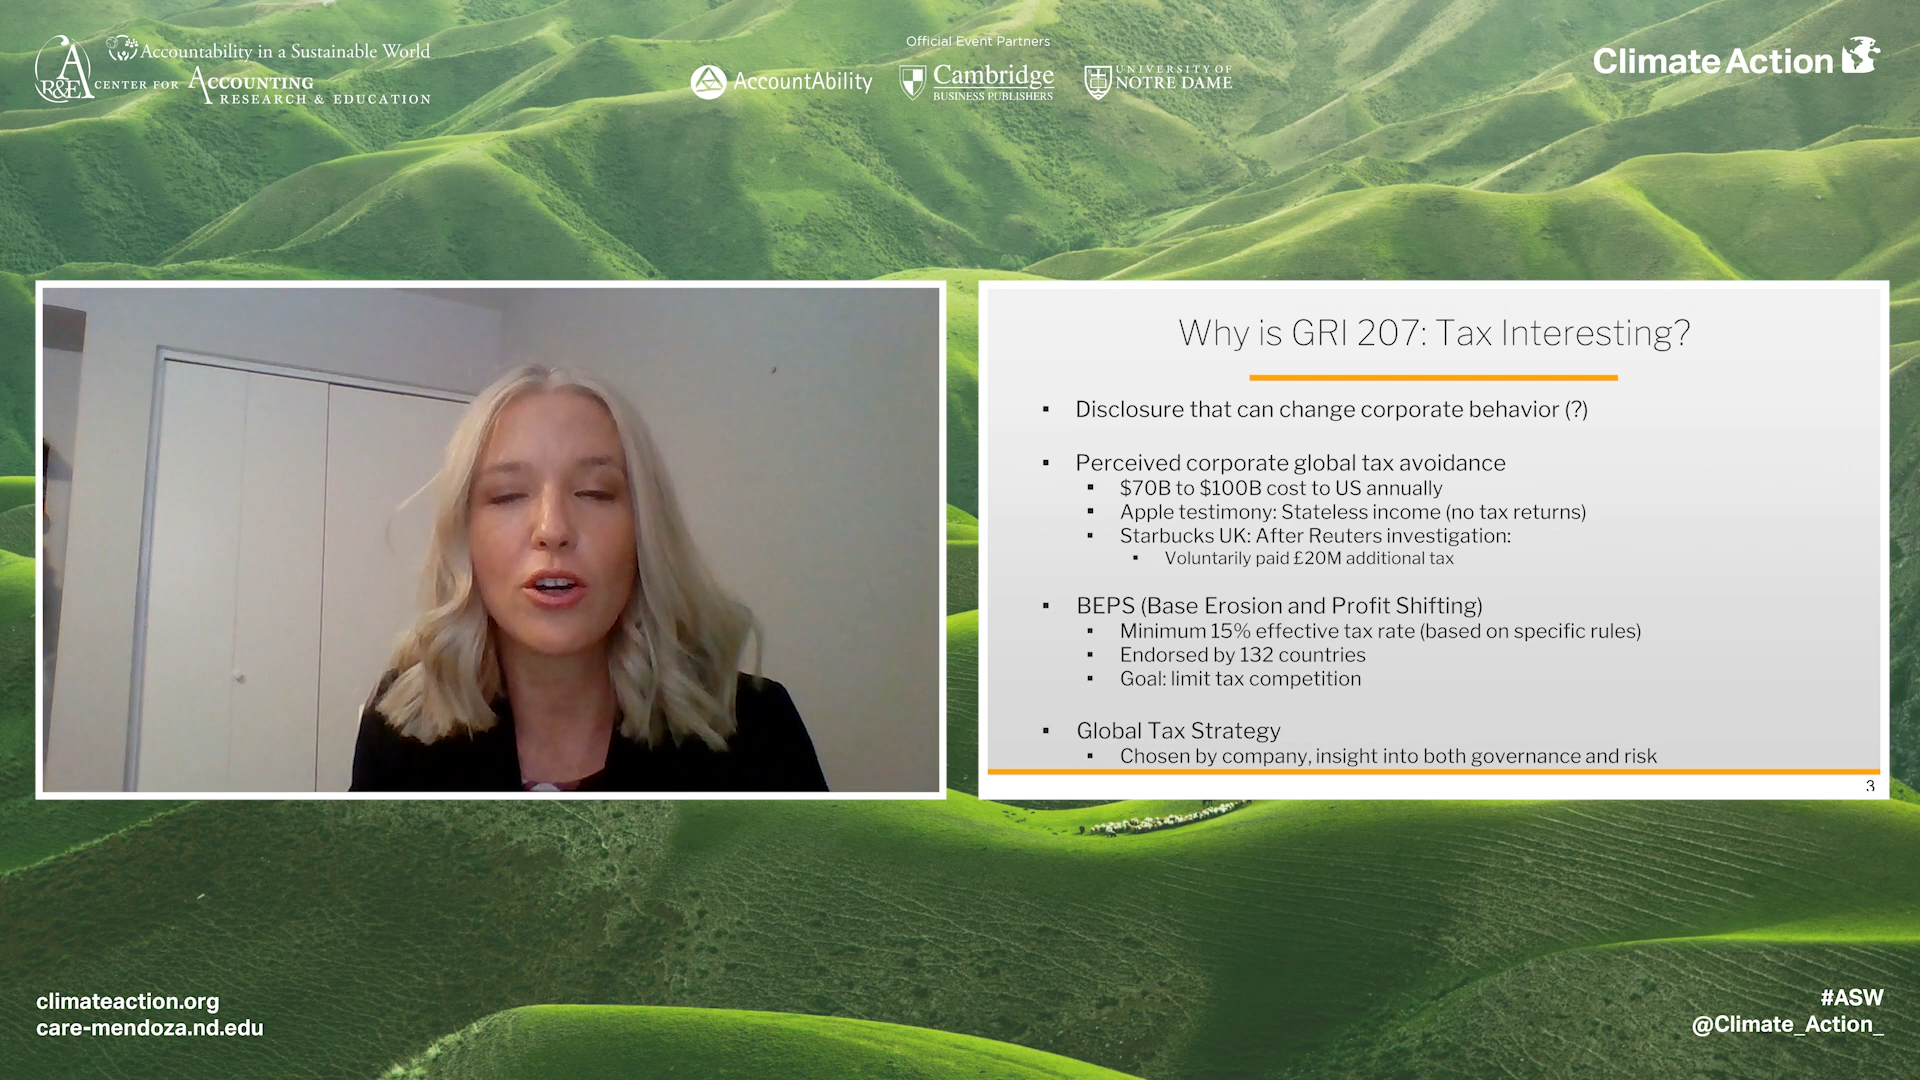 Accountability in a Sustainable World
R&E
A
CENTER FOR ACCOUNTING
RESEARCH & EDUCATION
Official Event Partners
AccountAbility
Cambridge
BUSINESS PUBLISHERS
UNIVERSITY OF
NOTRE DAME
Climate Action
Why is GRI 207: Tax Interesting?
▪ Disclosure that can change corporate behavior (?)
▪ Perceived corporate global tax avoidance
▪ $70B to $100B cost to US annually
▪ Apple testimony: Stateless income (no tax returns)
▪ Starbucks UK: After Reuters investigation:
▪ Voluntarily paid £20M additional tax
▪ BEPS (Base Erosion and Profit Shifting)
▪ Minimum 15% effective tax rate (based on specific rules)
▪ Endorsed by 132 countries
▪ Goal: limit tax competition
▪ Global Tax Strategy
▪ Chosen by company, insight into both governance and risk
3
climateaction.org
care-mendoza.nd.edu
#ASW
@Climate_Action_